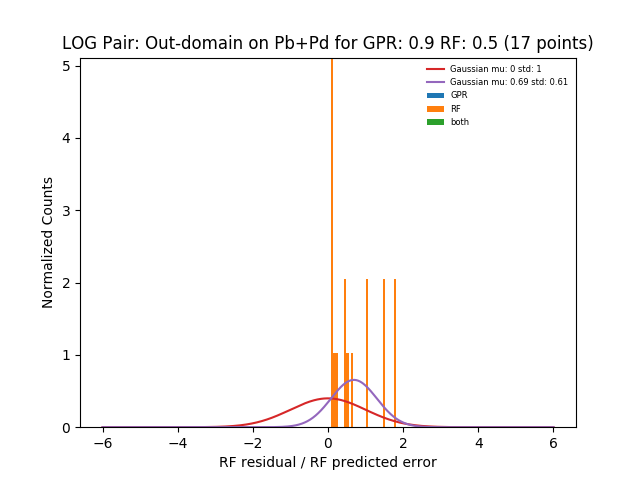 LOG Pair: Out-domain on Pb+Pd for GPR: 0.9 RF: 0.5 (17 points)
Gaussian mu: 0 std: 1
Gaussian mu: 0.69 std: 0.61
GPR
RF
both
Normalized Counts
5
4
3
2
1
0
−6 −4 −2 0 2 4 6
RF residual / RF predicted error